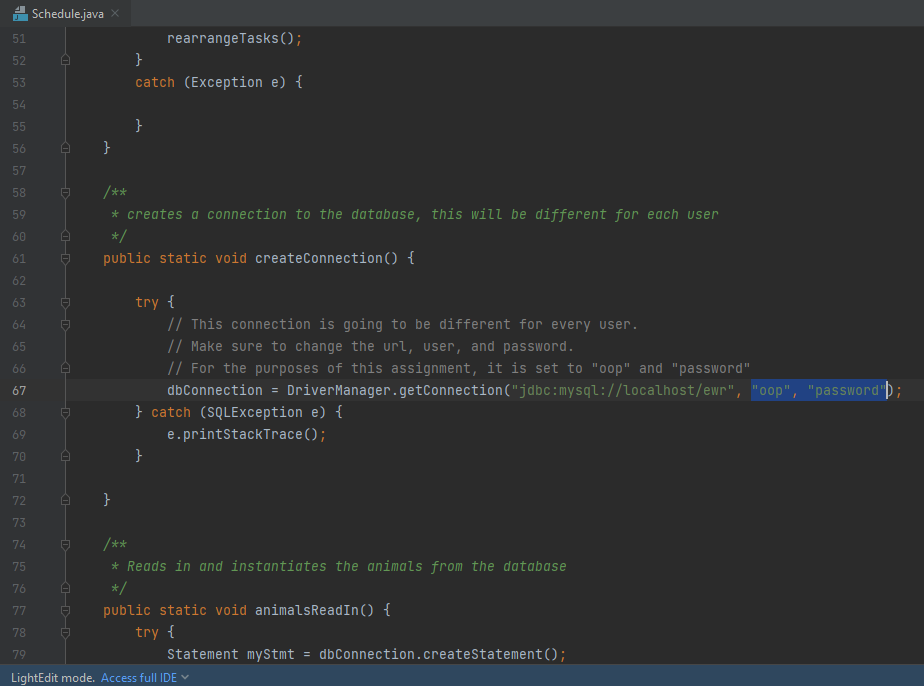 Schedule.java
51 rearrangeTasks();
52 }
53 catch (Exception e) {
54
55 }
56 }
57
58 /**
59 * creates a connection to the database, this will be different for each user
60 */
61 public static void createConnection() {
62
63 try {
64 // This connection is going to be different for every user.
65 // Make sure to change the url, user, and password.
66 // For the purposes of this assignment, it is set to "oop" and "password"
67 dbConnection = DriverManager.getConnection("jdbc:mysql://localhost/ewr", "oop", "password");
68 } catch (SQLException e) {
69 e.printStackTrace();
70 }
71
72 }
73
74 /**
75 * Reads in and instantiates the animals from the database
76 */
77 public static void animalsReadIn() {
78 try {
79 Statement myStmt = dbConnection.createStatement();
LightEdit mode. Access full IDE